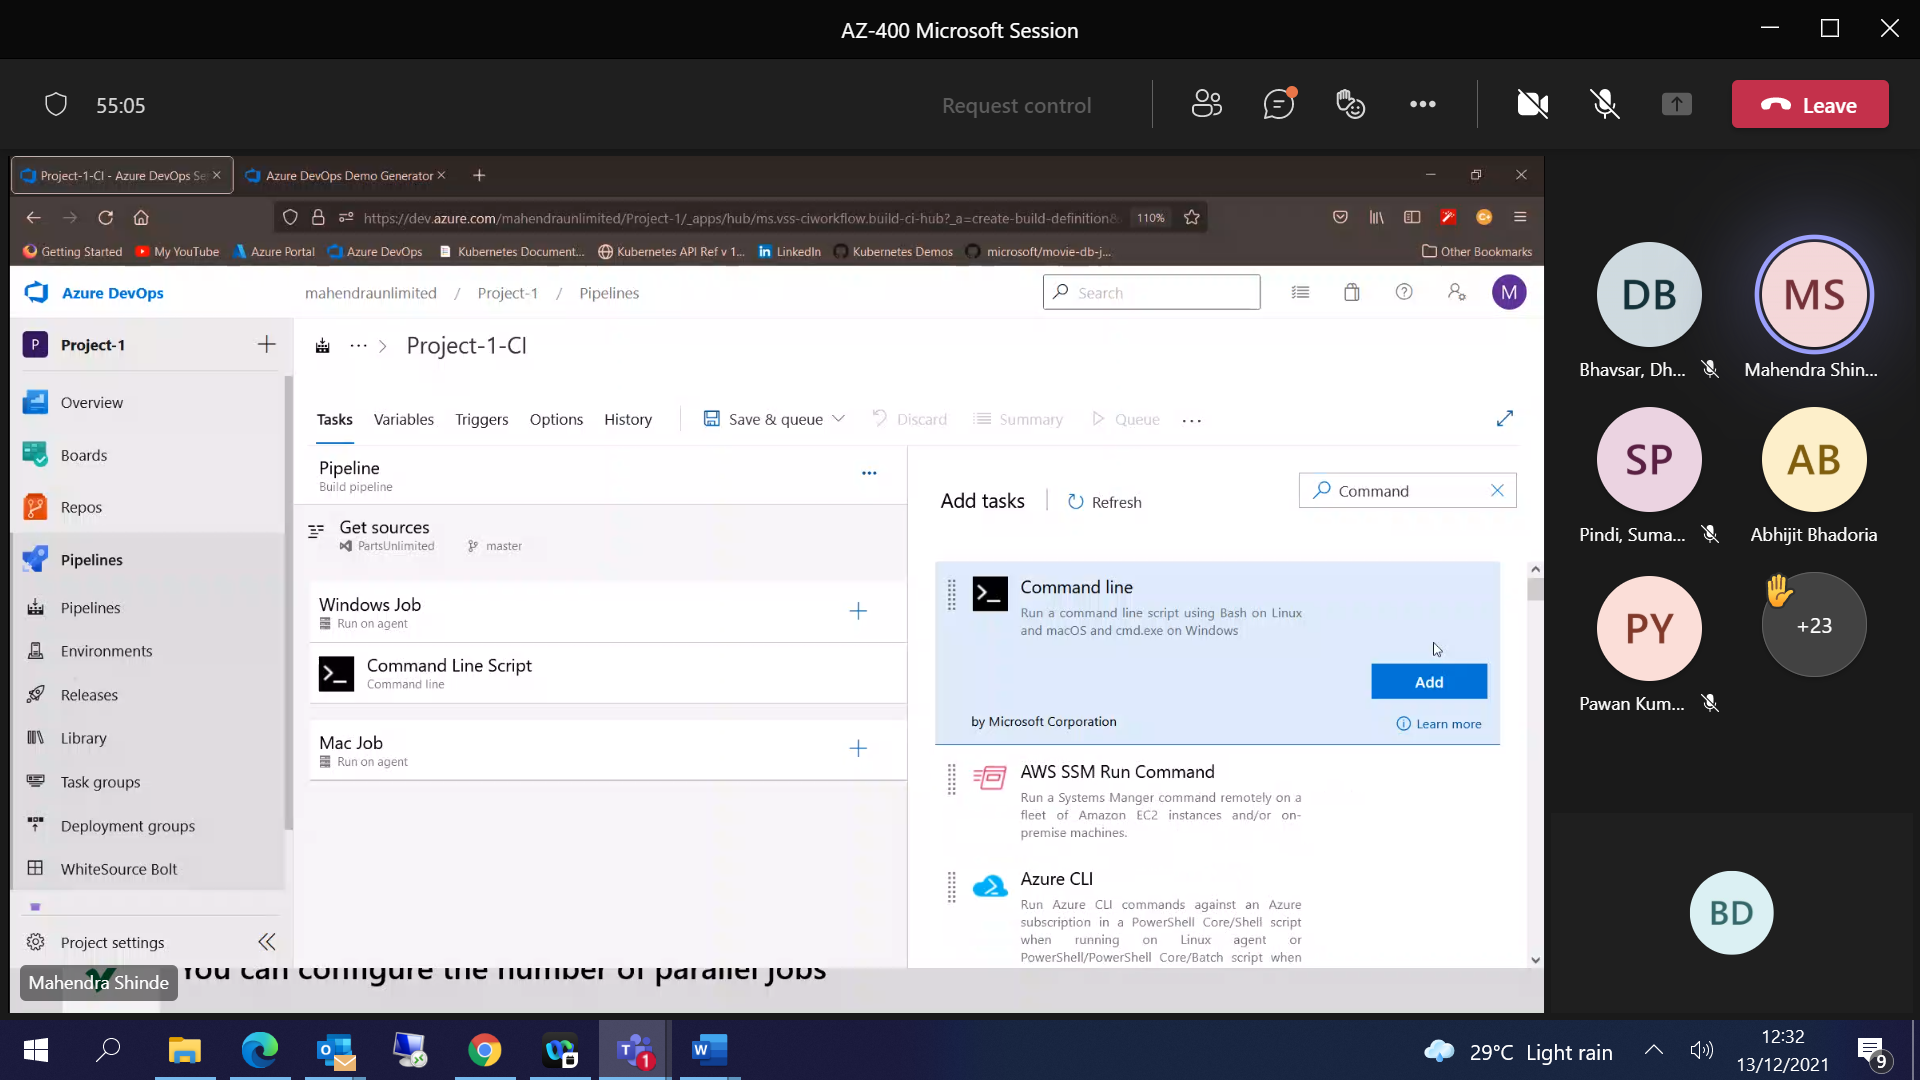 AZ-400 Microsoft Session
55:05
Request control
Leave
Project-1-CI - Azure DevOps Se
Azure DevOps Demo Generator
https://dev.azure.com/mahendraunlimited/Project-1/_apps/hub/ms.vss-ciworkflow.build-ci-hub?_a=create-build-definition&
110%
Getting Started
My YouTube
Azure Portal
Azure DevOps
Kubernetes Document...
Kubernetes API Ref v 1...
LinkedIn
Kubernetes Demos
microsoft/movie-db-j...
Other Bookmarks
Azure DevOps
mahendraunlimited / Project-1 / Pipelines
Search
M
P
Project-1
Overview
Boards
Repos
Pipelines
Pipelines
Environments
Releases
Library
Task groups
Deployment groups
WhiteSource Bolt
Project settings
Project-1-CI
Tasks
Variables
Triggers
Options
History
Save & queue
Discard
Summary
Queue
Pipeline
Build pipeline
Get sources
PartsUnlimited
master
Windows Job
Run on agent
Command Line Script
Command line
Mac Job
Run on agent
Add tasks
Refresh
Command
Command line
Run a command line script using Bash on Linux
and macOS and cmd.exe on Windows
Add
by Microsoft Corporation
Learn more
AWS SSM Run Command
Run a Systems Manger command remotely on a
fleet of Amazon EC2 instances and/or on-
premise machines.
Azure CLI
Run Azure CLI commands against an Azure
subscription in a PowerShell Core/Shell script
when running on Linux agent or
PowerShell/PowerShell Core/Batch script when
You can configure the number of parallel jobs
Mahendra Shinde
DB
Bhavsar, Dh...
MS
Mahendra Shin...
SP
Pindi, Suma...
AB
Abhijit Bhadoria
PY
Pawan Kum...
+23
BD
29°C Light rain
12:32
13/12/2021
9
1